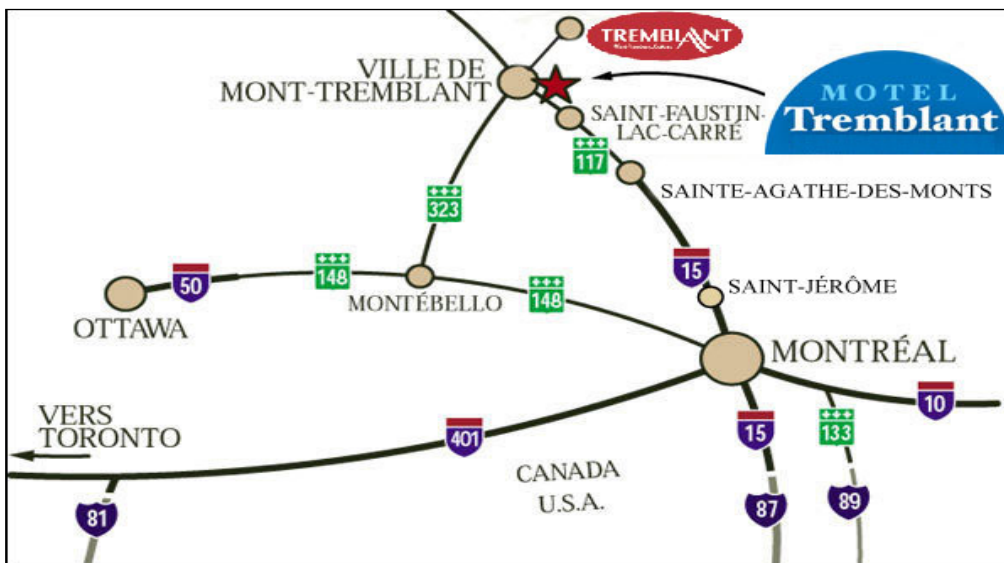 TREMBLANT
VILLE DE
MONT-TREMBLANT
MOTEL
Tremblant
SAINT-FAUSTIN-
LAC-CARRÉ
117
SAINTE-AGATHE-DES-MONTS
323
15
50
148
148
MONTÉBELLO
SAINT-JÉRÔME
OTTAWA
MONTRÉAL
VERS
TORONTO
401
15
133
10
CANADA
U.S.A.
81
87
89